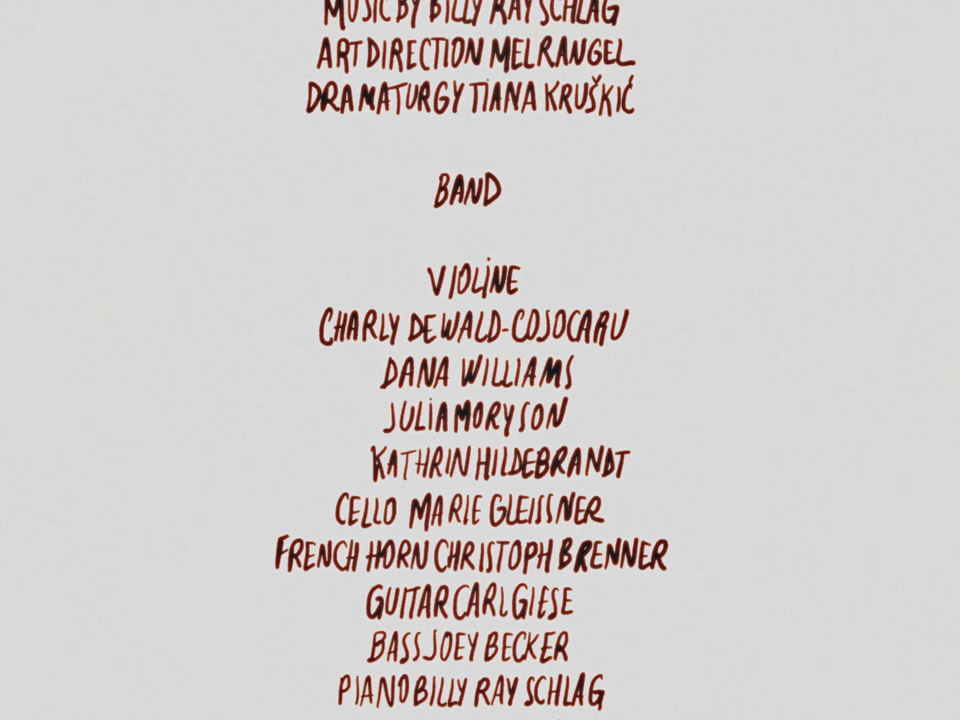 MUSIC BY BILLY RAY SCHLAG
ART DIRECTION MEL RANGEL
DRAMATURGY TIANA KRUŠKIĆ
BAND
VIOLINE
CHARLY DEWALD-COJOCARU
DANA WILLIAMS
JULIA MORYSON
KATHRIN HILDEBRANDT
CELLO MARIE GLEISSNER
FRENCH HORN CHRISTOPH BRENNER
GUITAR CARL GIESE
BASS JOEY BECKER
PIANO BILLY RAY SCHLAG